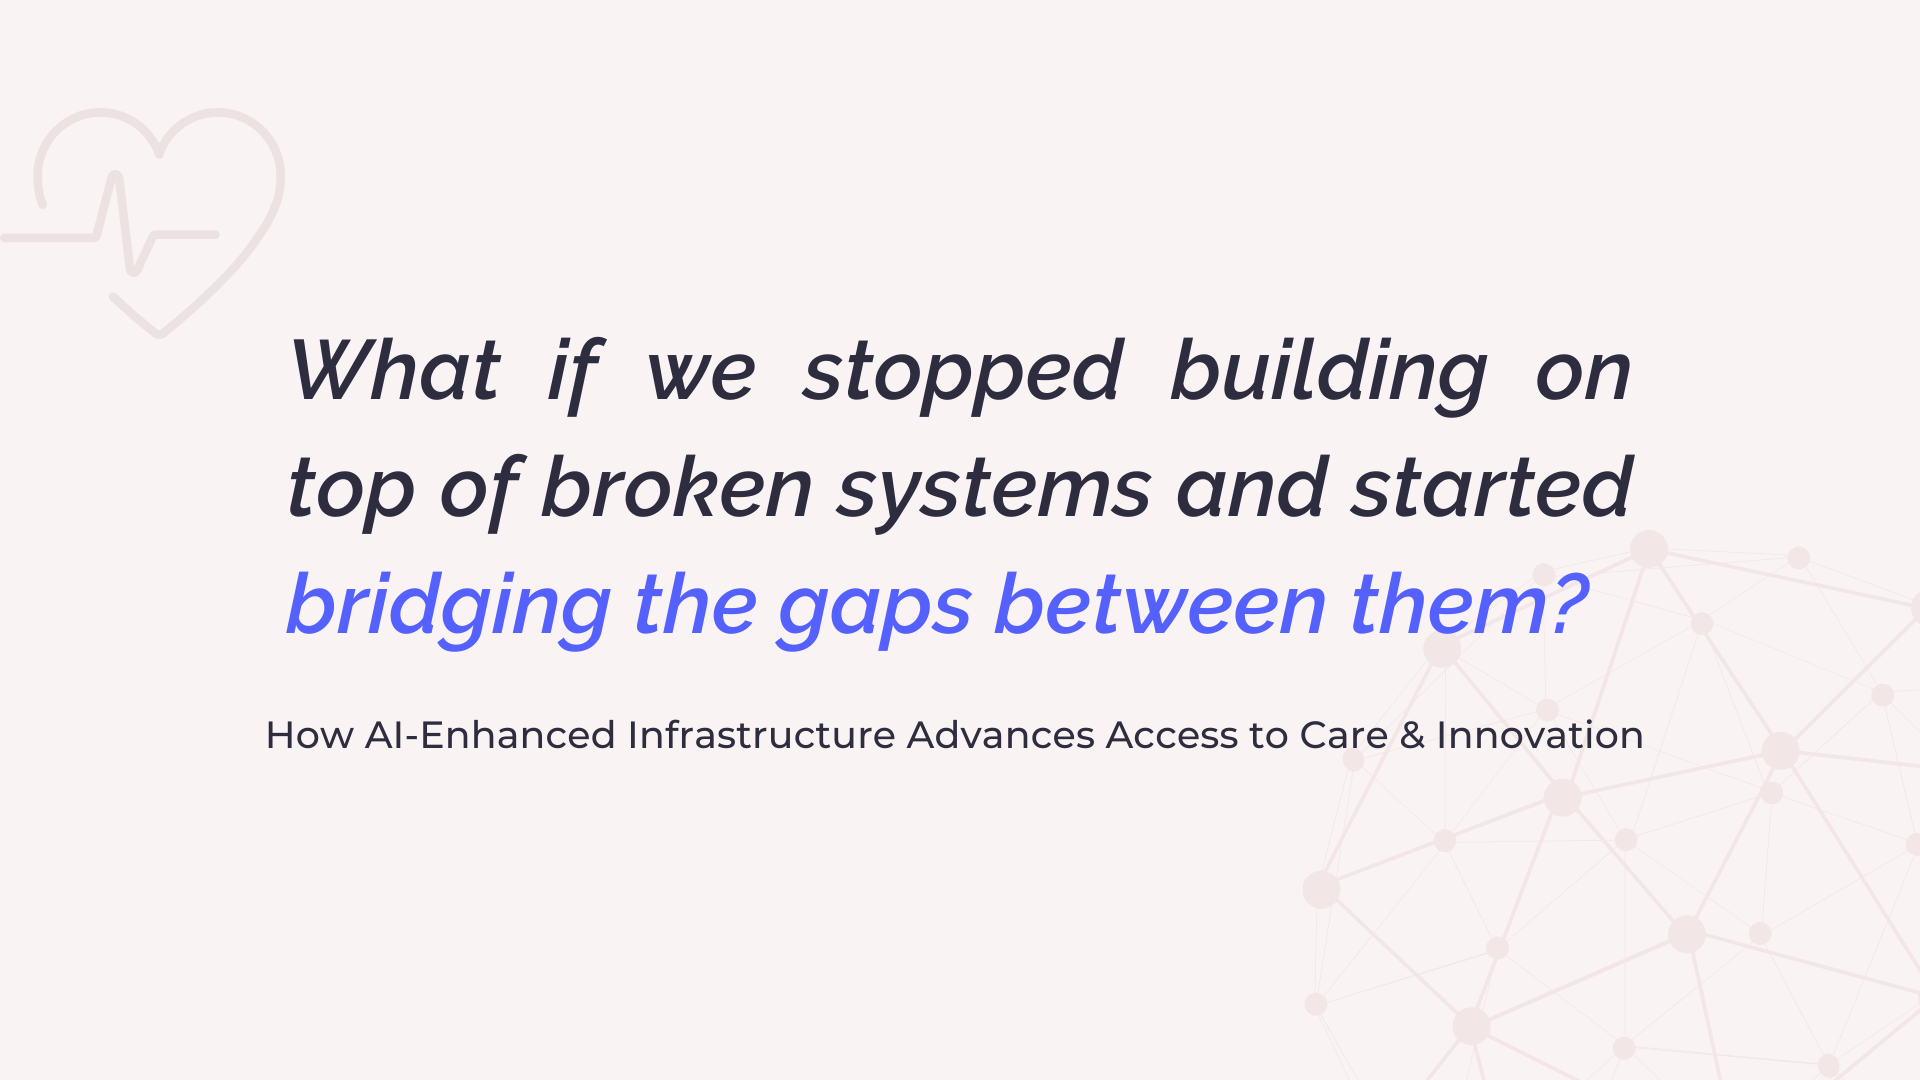 What if we stopped building on
top of broken systems and started
bridging the gaps between them?
How AI-Enhanced Infrastructure Advances Access to Care & Innovation